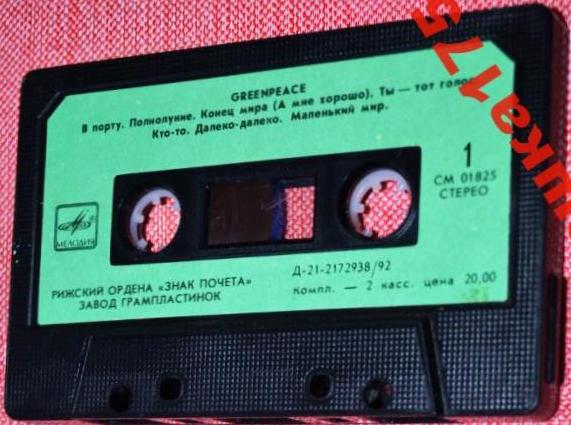 GREENPEACE
В порту. Полнолуние. Конец мира (А мне хорошо). Ты — тот голос
Кто-то. Далеко-далеко. Маленький мир.
1
СМ 01825
СТЕРЕО
МЕЛОДИЯ
РИЖСКИЙ ОРДЕНА «ЗНАК ПОЧЕТА»
ЗАВОД ГРАМПЛАСТИНОК
Д-21-2172938/92
Компл. — 2 касс. цена 20,00
шка175